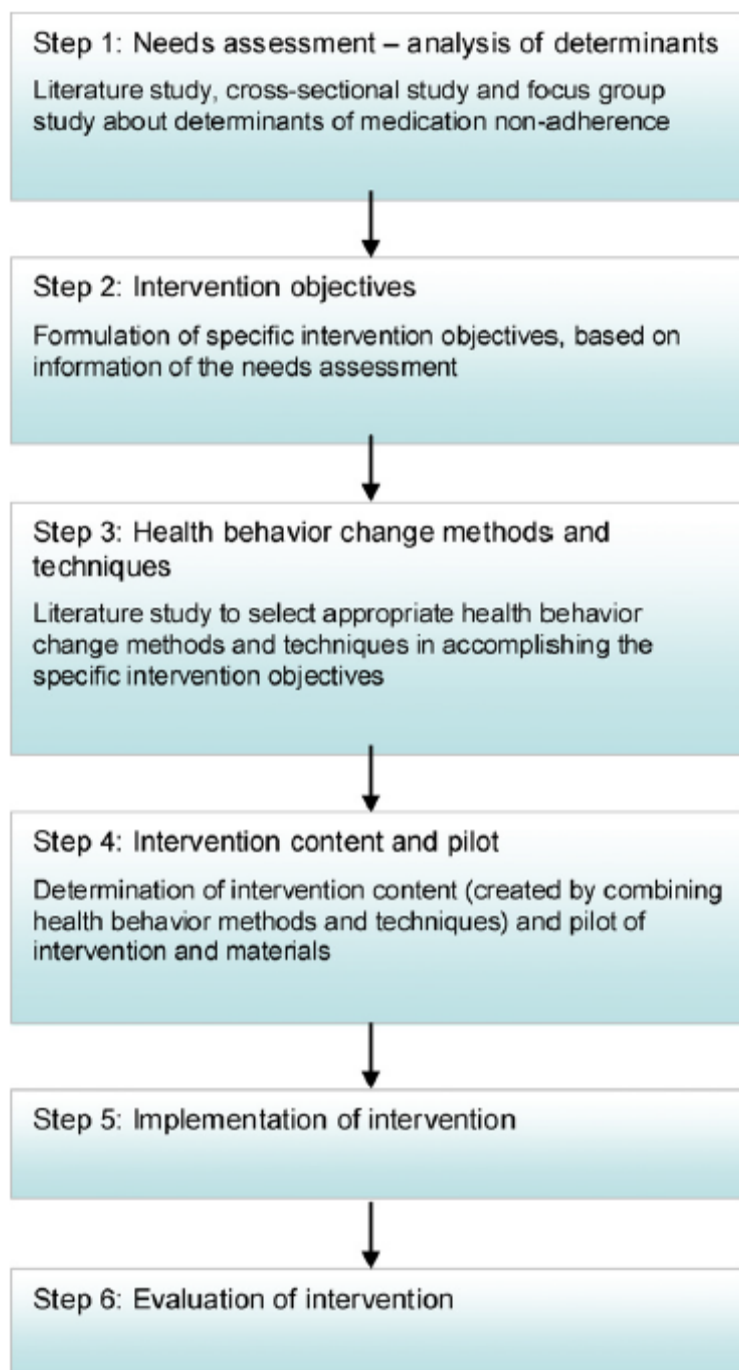 Step 1: Needs assessment – analysis of determinants
Literature study, cross-sectional study and focus group
study about determinants of medication non-adherence
Step 2: Intervention objectives
Formulation of specific intervention objectives, based on
information of the needs assessment
Step 3: Health behavior change methods and
techniques
Literature study to select appropriate health behavior
change methods and techniques in accomplishing the
specific intervention objectives
Step 4: Intervention content and pilot
Determination of intervention content (created by combining
health behavior methods and techniques) and pilot of
intervention and materials
Step 5: Implementation of intervention
Step 6: Evaluation of intervention